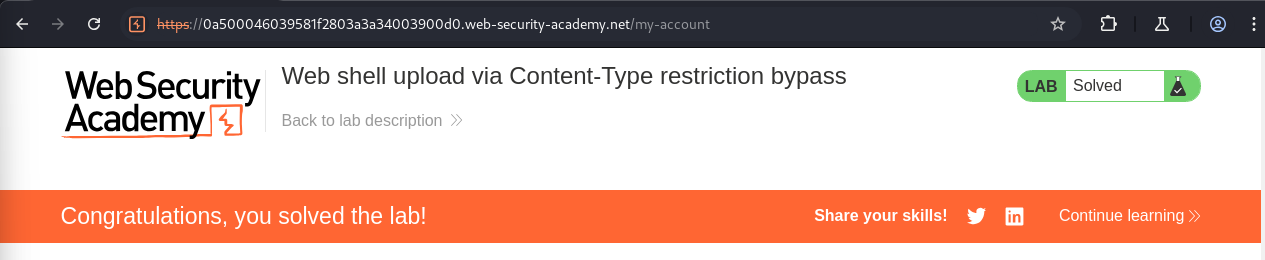 https://0a500046039581f2803a3a34003900d0.web-security-academy.net/my-account
Web Security
Academy
Web shell upload via Content-Type restriction bypass
Back to lab description
LAB Solved
Congratulations, you solved the lab!
Share your skills!
Continue learning